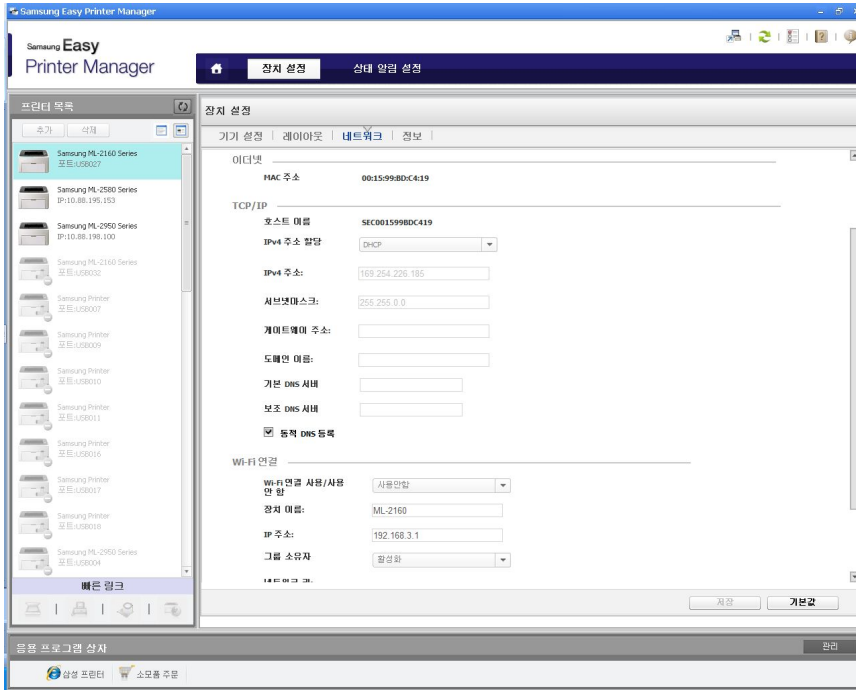 Samsung Easy Printer Manager
Samsung Easy
Printer Manager
장치 설정
상태 알림 설정
프린터 목록
추가
삭제
Samsung ML-2160 Series
포트:USB027
Samsung ML-2580 Series
IP:10.88.195.153
Samsung ML-2950 Series
IP:10.88.198.100
Samsung ML-2160 Series
포트:USB032
Samsung Printer
포트:USB007
Samsung Printer
포트:USB009
Samsung Printer
포트:USB010
Samsung Printer
포트:USB011
Samsung Printer
포트:USB016
Samsung Printer
포트:USB017
Samsung Printer
포트:USB018
Samsung ML-2950 Series
포트:USB004
빠른 링크
장치 설정
기기 설정 | 레이아웃 | 네트워크 | 정보
이더넷
MAC 주소 00:15:99:BD:C4:19
TCP/IP
호스트 이름 SEC001599BDC419
IPv4 주소 할당 DHCP
IPv4 주소: 169.254.226.185
서브넷마스크: 255.255.0.0
게이트웨이 주소:
도메인 이름:
기본 DNS 서버
보조 DNS 서버
동적 DNS 등록
Wi-Fi 연결
Wi-Fi 연결 사용/사용
안 함 사용안함
장치 이름: ML-2160
IP 주소: 192.168.3.1
그룹 소유자 활성화
저장
기본값
응용 프로그램 상자
관리
삼성 프린터
소모품 주문